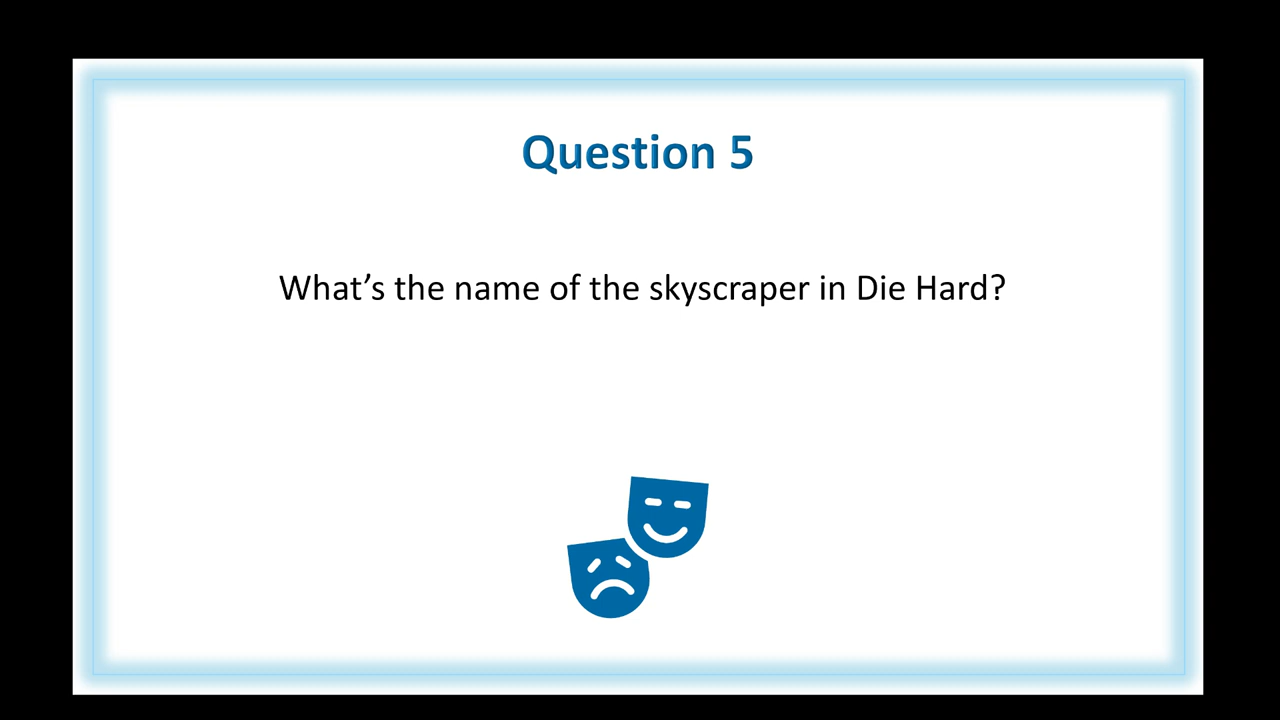 Question 5
What’s the name of the skyscraper in Die Hard?